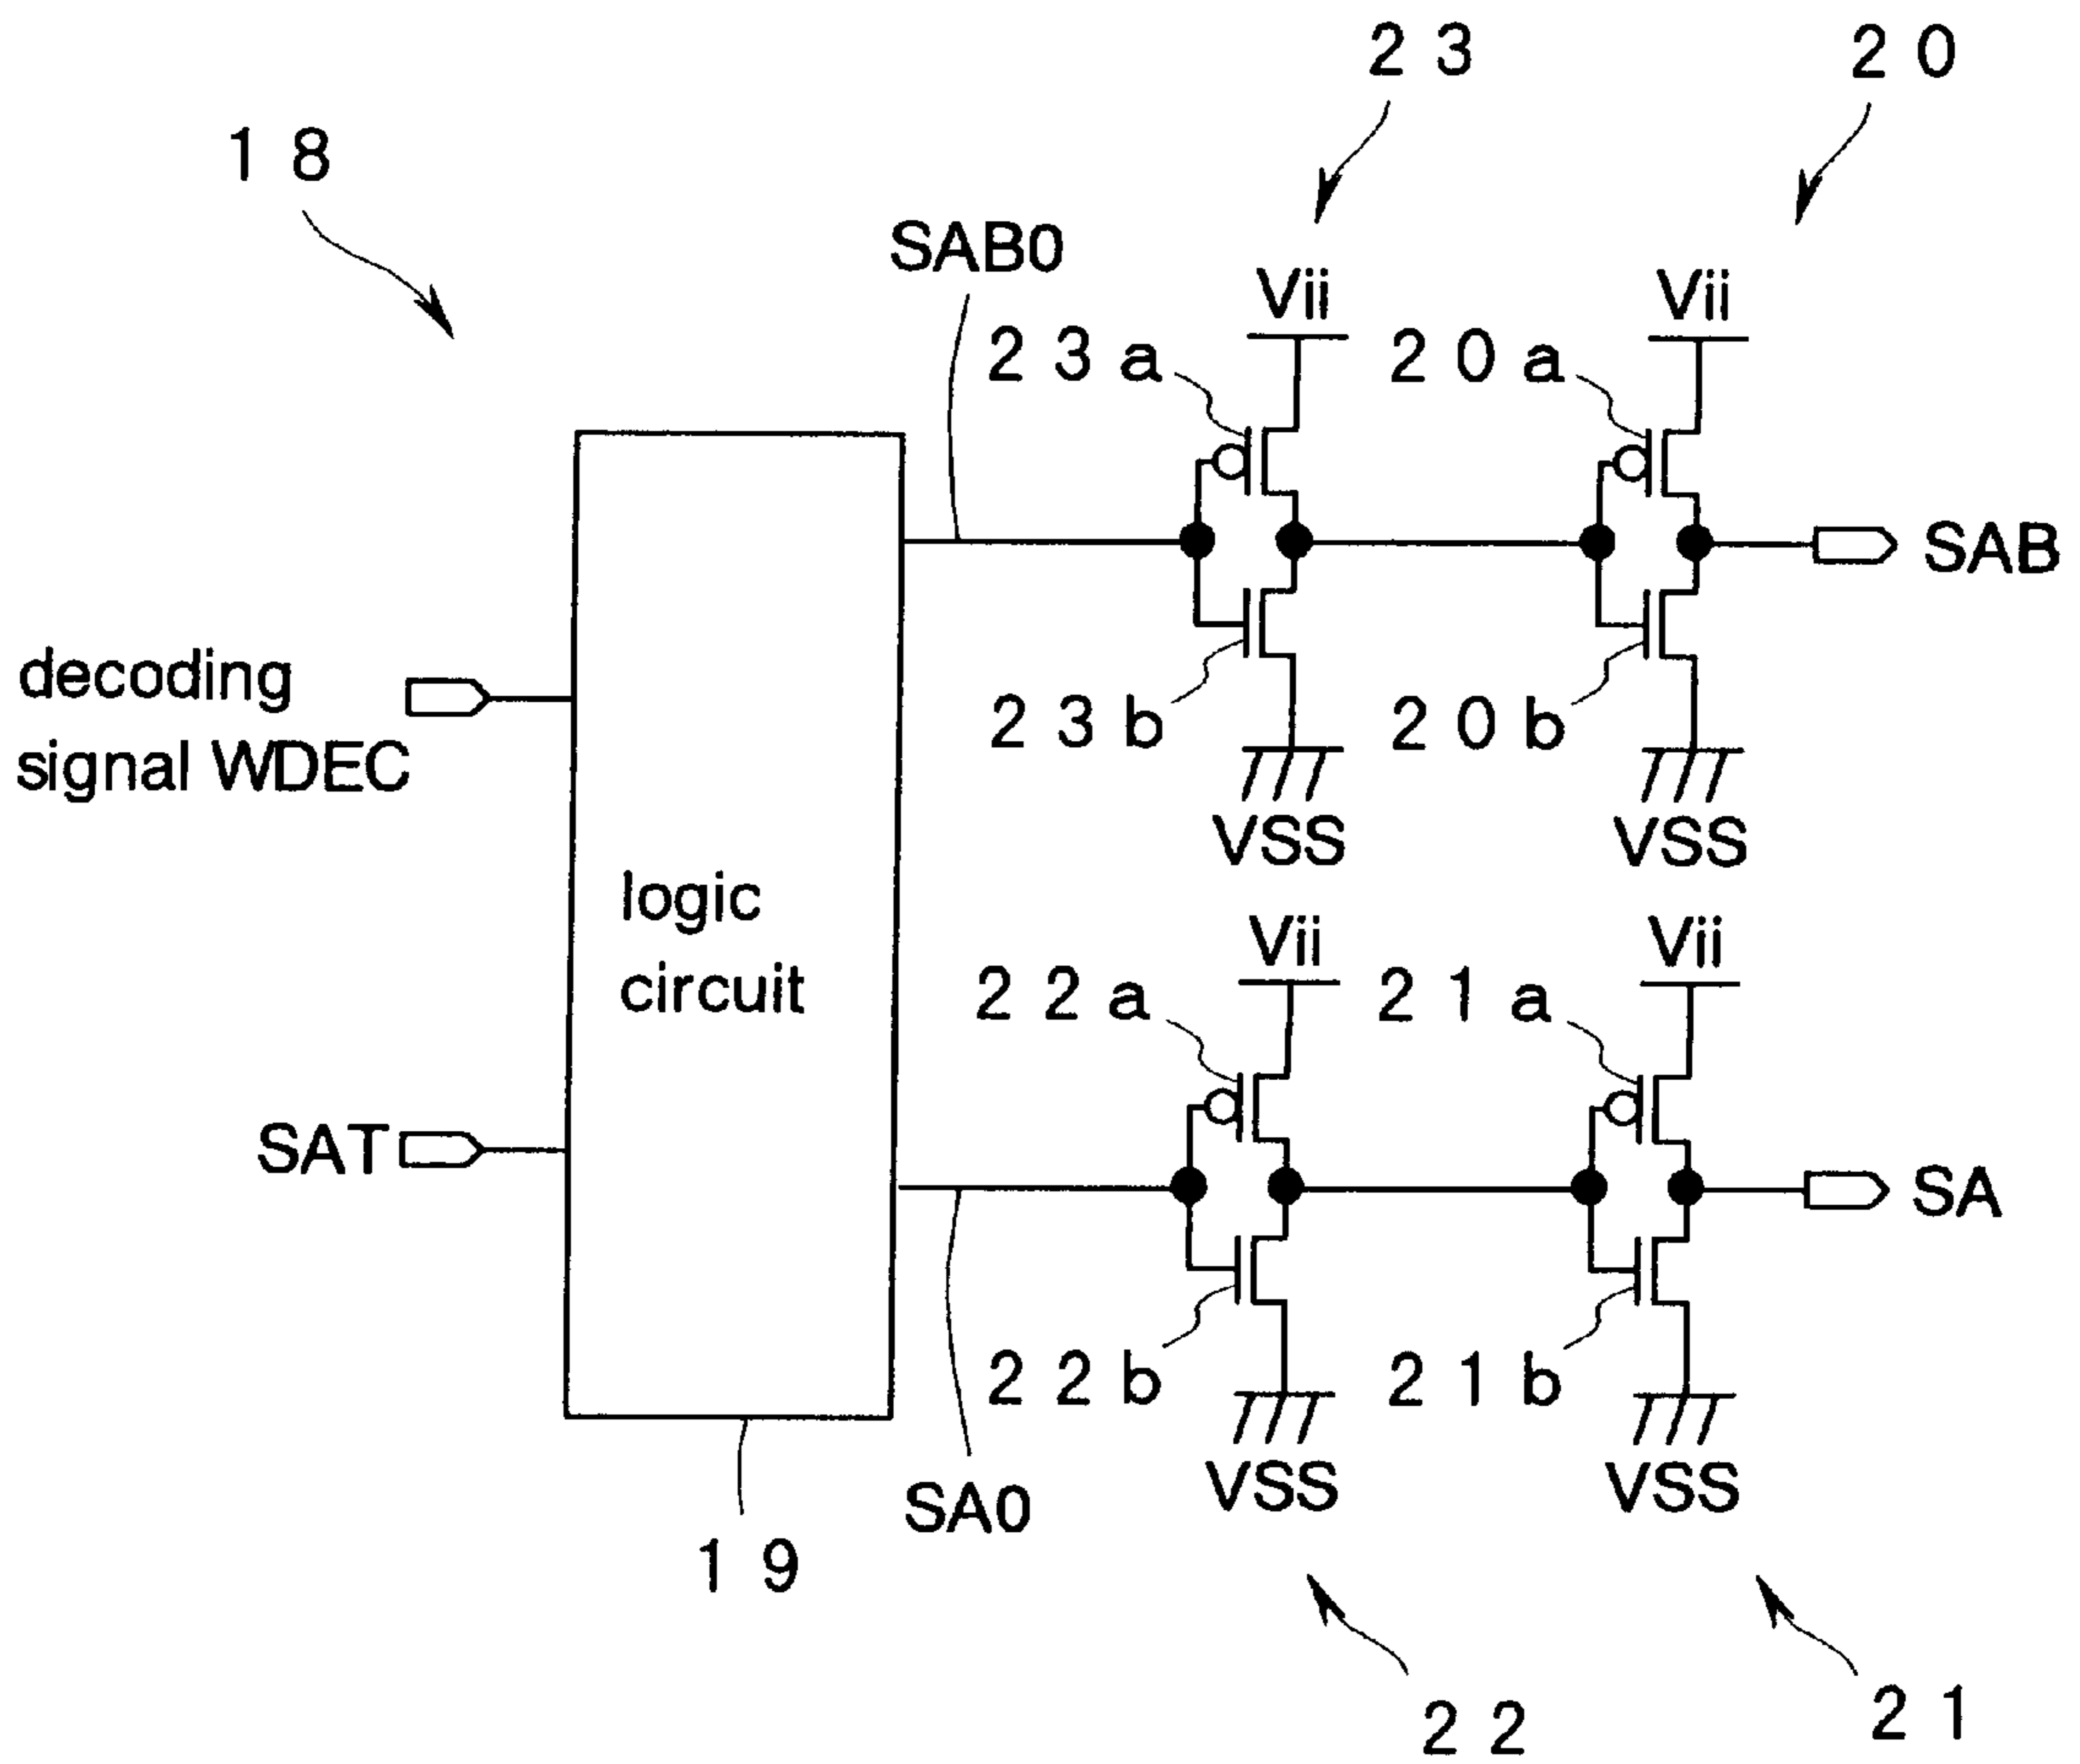 2 3
2 0
1 8
SAB0
Vii
Vii
2 3 a
2 0 a
SAB
decoding
signal WDEC
2 3 b
2 0 b
VSS
VSS
logic
circuit
Vii
Vii
2 2 a
2 1 a
SAT
SA
2 2 b
2 1 b
VSS
VSS
SA0
1 9
2 2
2 1